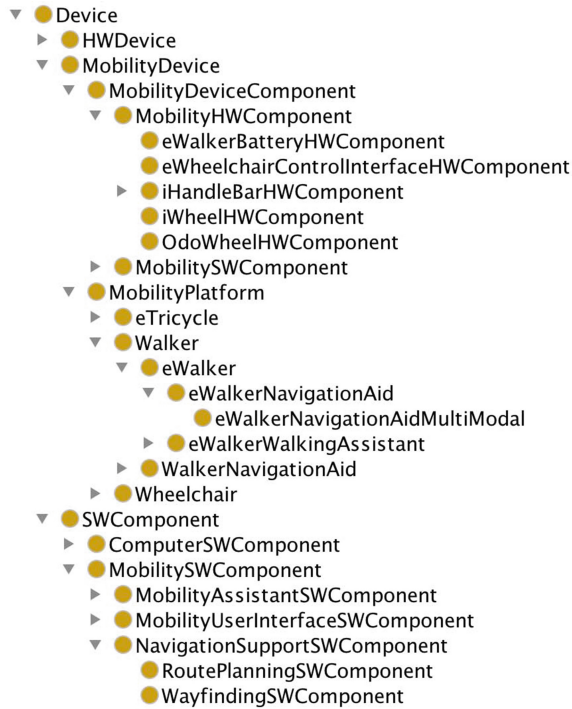 Device
HWDevice
MobilityDevice
MobilityDeviceComponent
MobilityHWComponent
eWalkerBatteryHWComponent
eWheelchairControlInterfaceHWComponent
iHandleBarHWComponent
iWheelHWComponent
OdoWheelHWComponent
MobilitySWComponent
MobilityPlatform
eTricycle
Walker
eWalker
eWalkerNavigationAid
eWalkerNavigationAidMultiModal
eWalkerWalkingAssistant
WalkerNavigationAid
Wheelchair
SWComponent
ComputerSWComponent
MobilitySWComponent
MobilityAssistantSWComponent
MobilityUserInterfaceSWComponent
NavigationSupportSWComponent
RoutePlanningSWComponent
WayfindingSWComponent